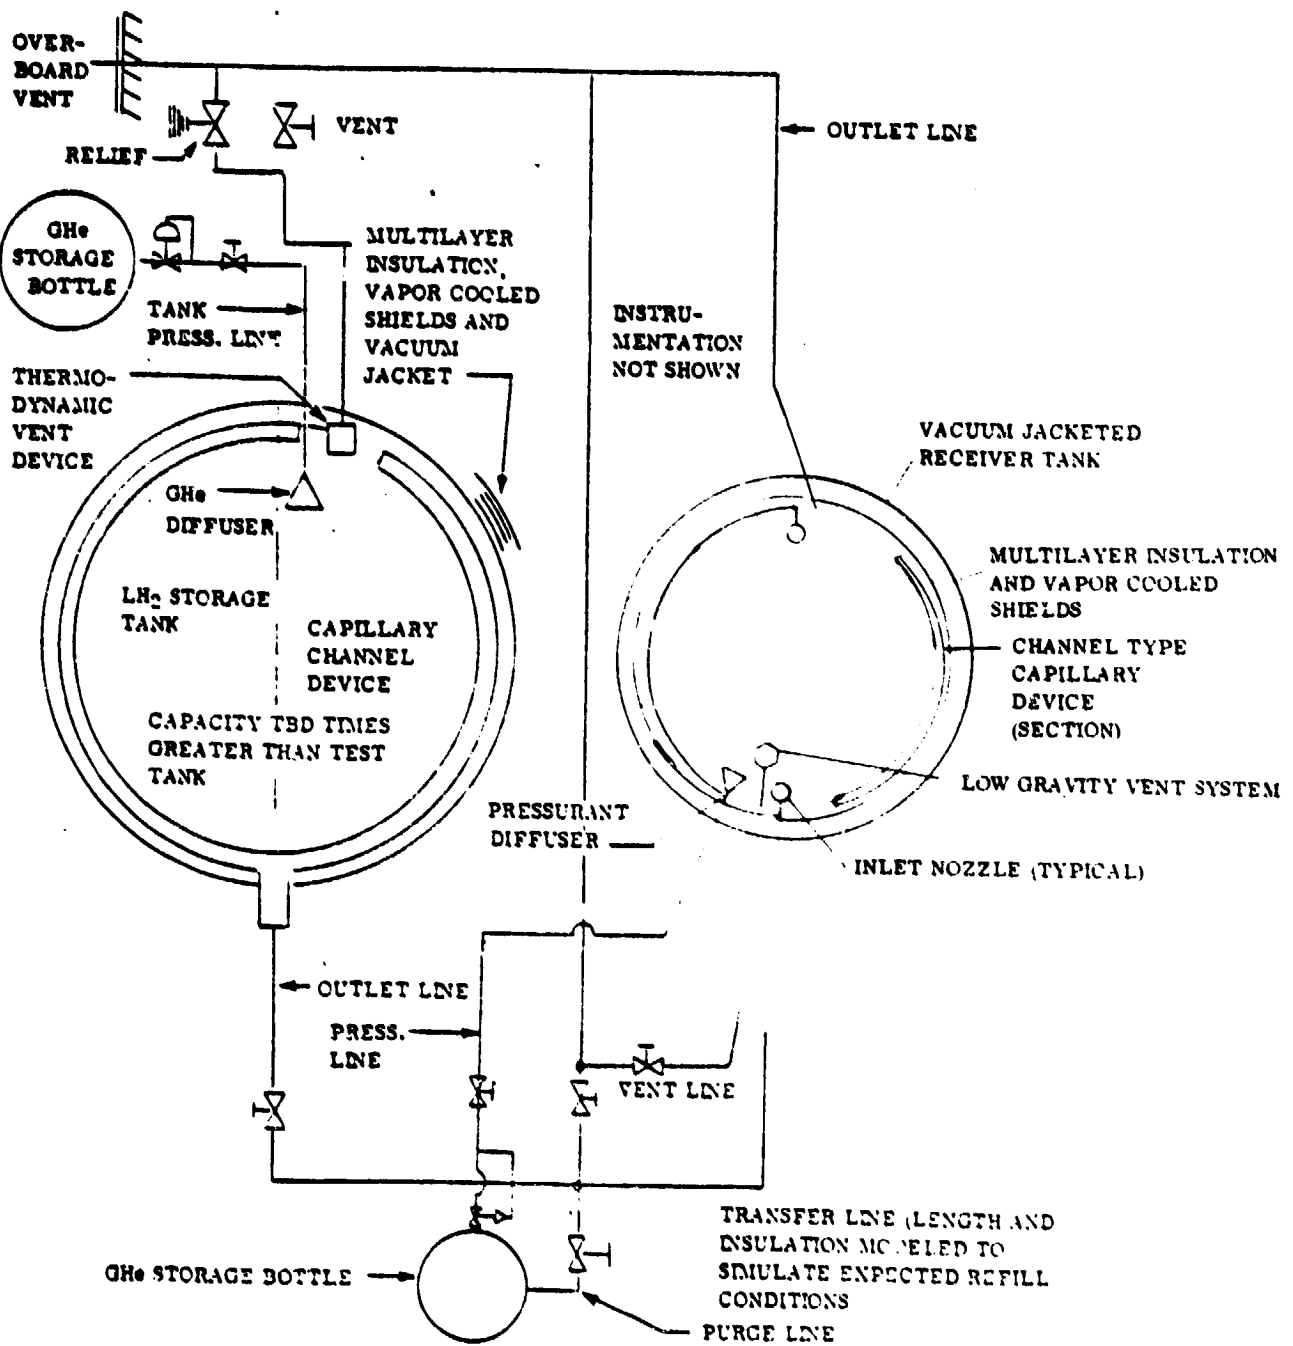 OVER-
BOARD
VENT
VENT
RELIEF
OUTLET LINE
GHe
STORAGE
BOTTLE
TANK
PRESS. LINE
MULTILAYER
INSULATION,
VAPOR COOLED
SHIELDS AND
VACUUM
JACKET
INSTRU-
MENTATION
NOT SHOWN
THERMO-
DYNAMIC
VENT
DEVICE
GHe
DIFFUSER
VACUUM JACKETED
RECEIVER TANK
MULTILAYER INSULATION
AND VAPOR COOLED
SHIELDS
LH2 STORAGE
TANK
CAPILLARY
CHANNEL
DEVICE
CHANNEL TYPE
CAPILLARY
DEVICE
(SECTION)
CAPACITY TBD TIMES
GREATER THAN TEST
TANK
LOW GRAVITY VENT SYSTEM
PRESSURANT
DIFFUSER
INLET NOZZLE (TYPICAL)
OUTLET LINE
PRESS.
LINE
VENT LINE
TRANSFER LINE (LENGTH AND
INSULATION MODELED TO
SIMULATE EXPECTED REFILL
CONDITIONS
GHe STORAGE BOTTLE
PURGE LINE